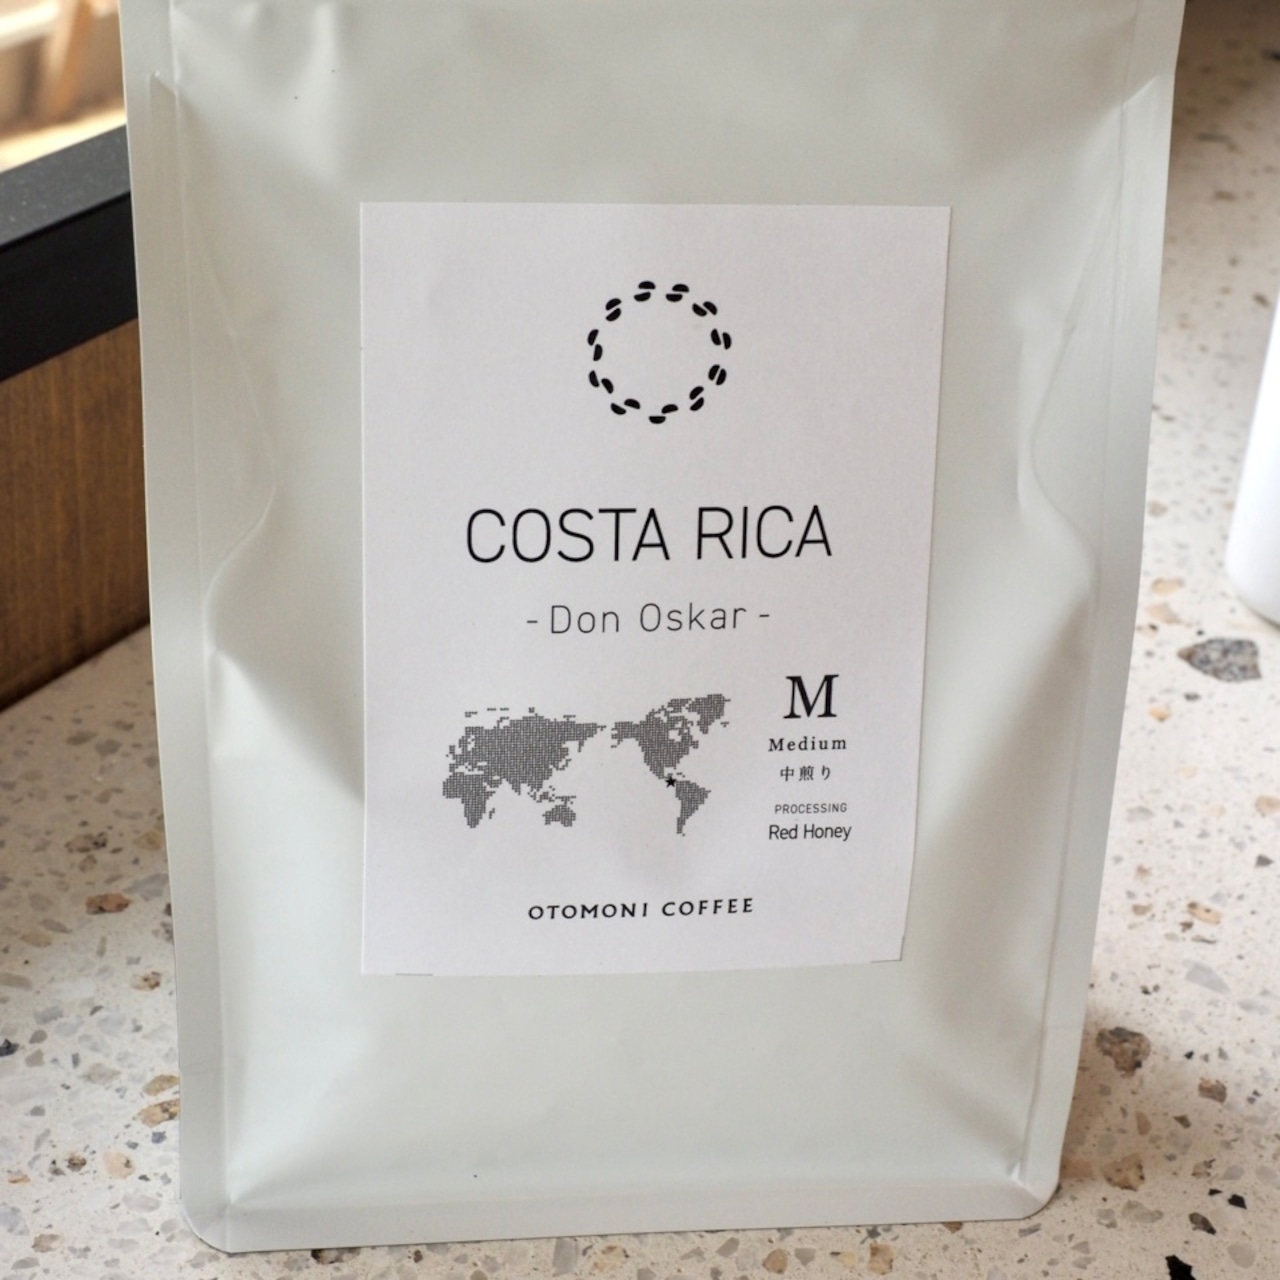 COSTA RICA
-Don Oskar-
M
Medium
中煎り
PROCESSING
Red Honey
OTOMONI COFFEE